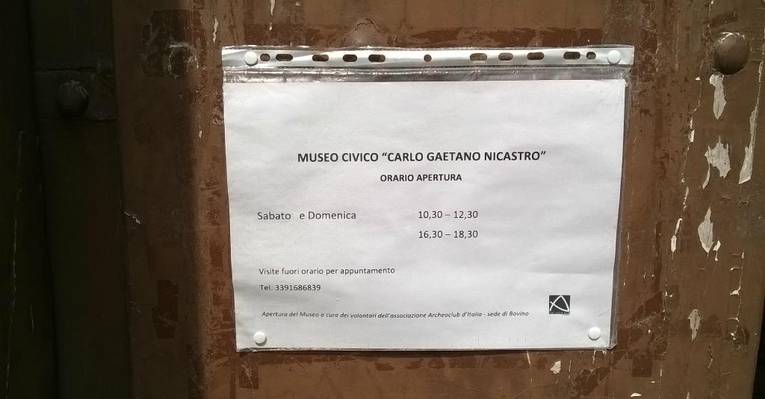 MUSEO CIVICO “CARLO GAETANO NICASTRO”
ORARIO APERTURA
Sabato e Domenica 10,30 – 12,30
16,30 – 18,30
Visite fuori orario per appuntamento
Tel. 3391686839
Apertura del Museo a cura dei volontari dell'associazione Archeoclub d'Italia - sede di Bovino